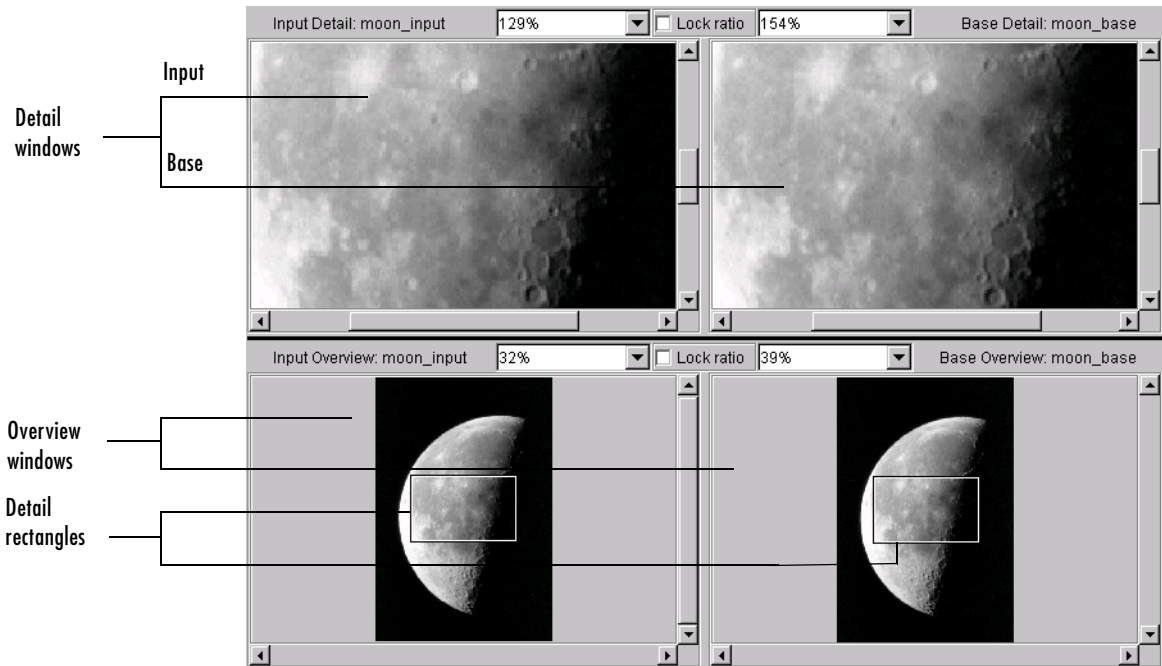 Input Detail: moon_input 129% Lock ratio 154% Base Detail: moon_base
Input
Detail
windows
Base
Input Overview: moon_input 32% Lock ratio 39% Base Overview: moon_base
Overview
windows
Detail
rectangles